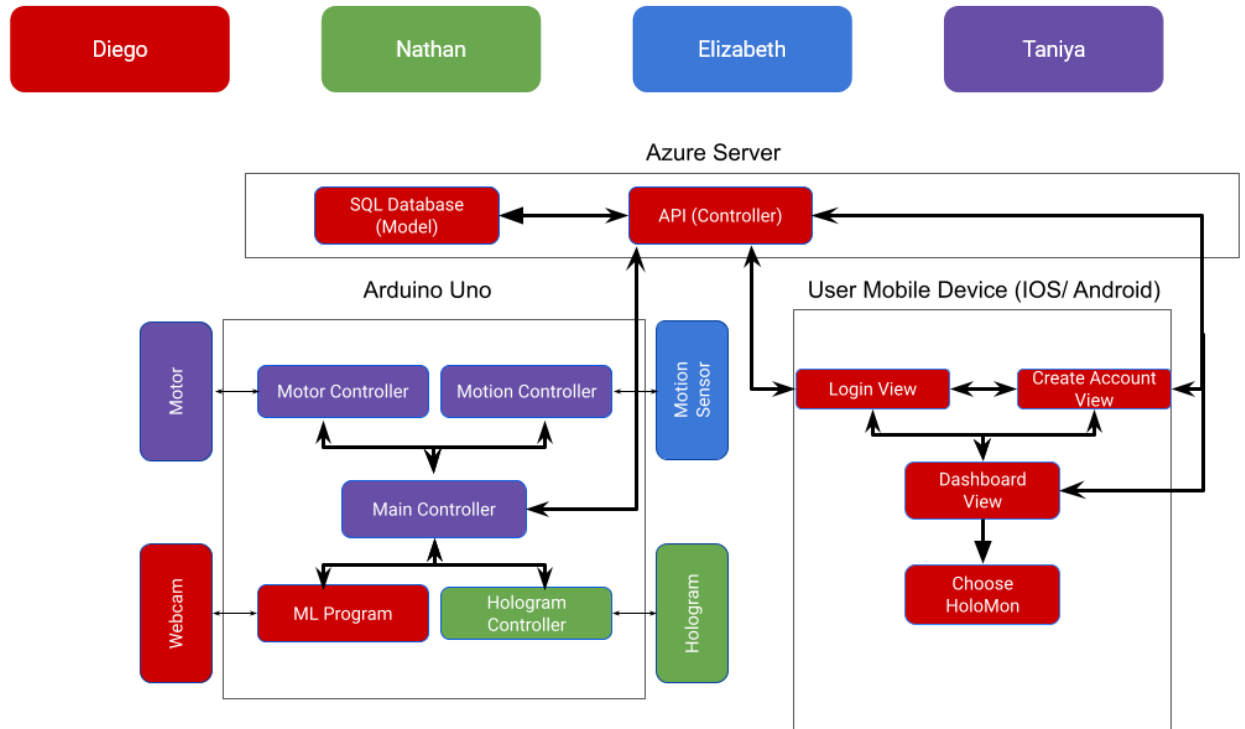 Diego
Nathan
Elizabeth
Taniya
Azure Server
SQL Database
(Model)
API (Controller)
Arduino Uno
User Mobile Device (IOS/ Android)
Motor
Motor Controller
Motion Controller
Motion
Sensor
Login View
Create Account
View
Main Controller
Dashboard
View
Webcam
ML Program
Hologram
Controller
Hologram
Choose
HoloMon